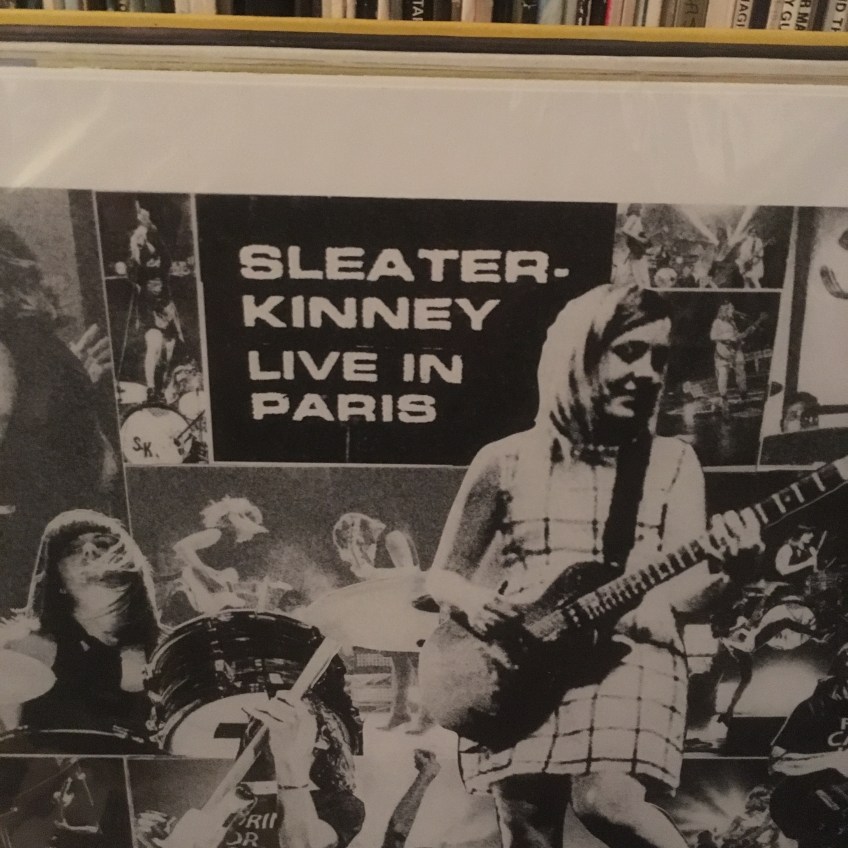 SLEATER-
KINNEY
LIVE IN
PARIS
S.K.